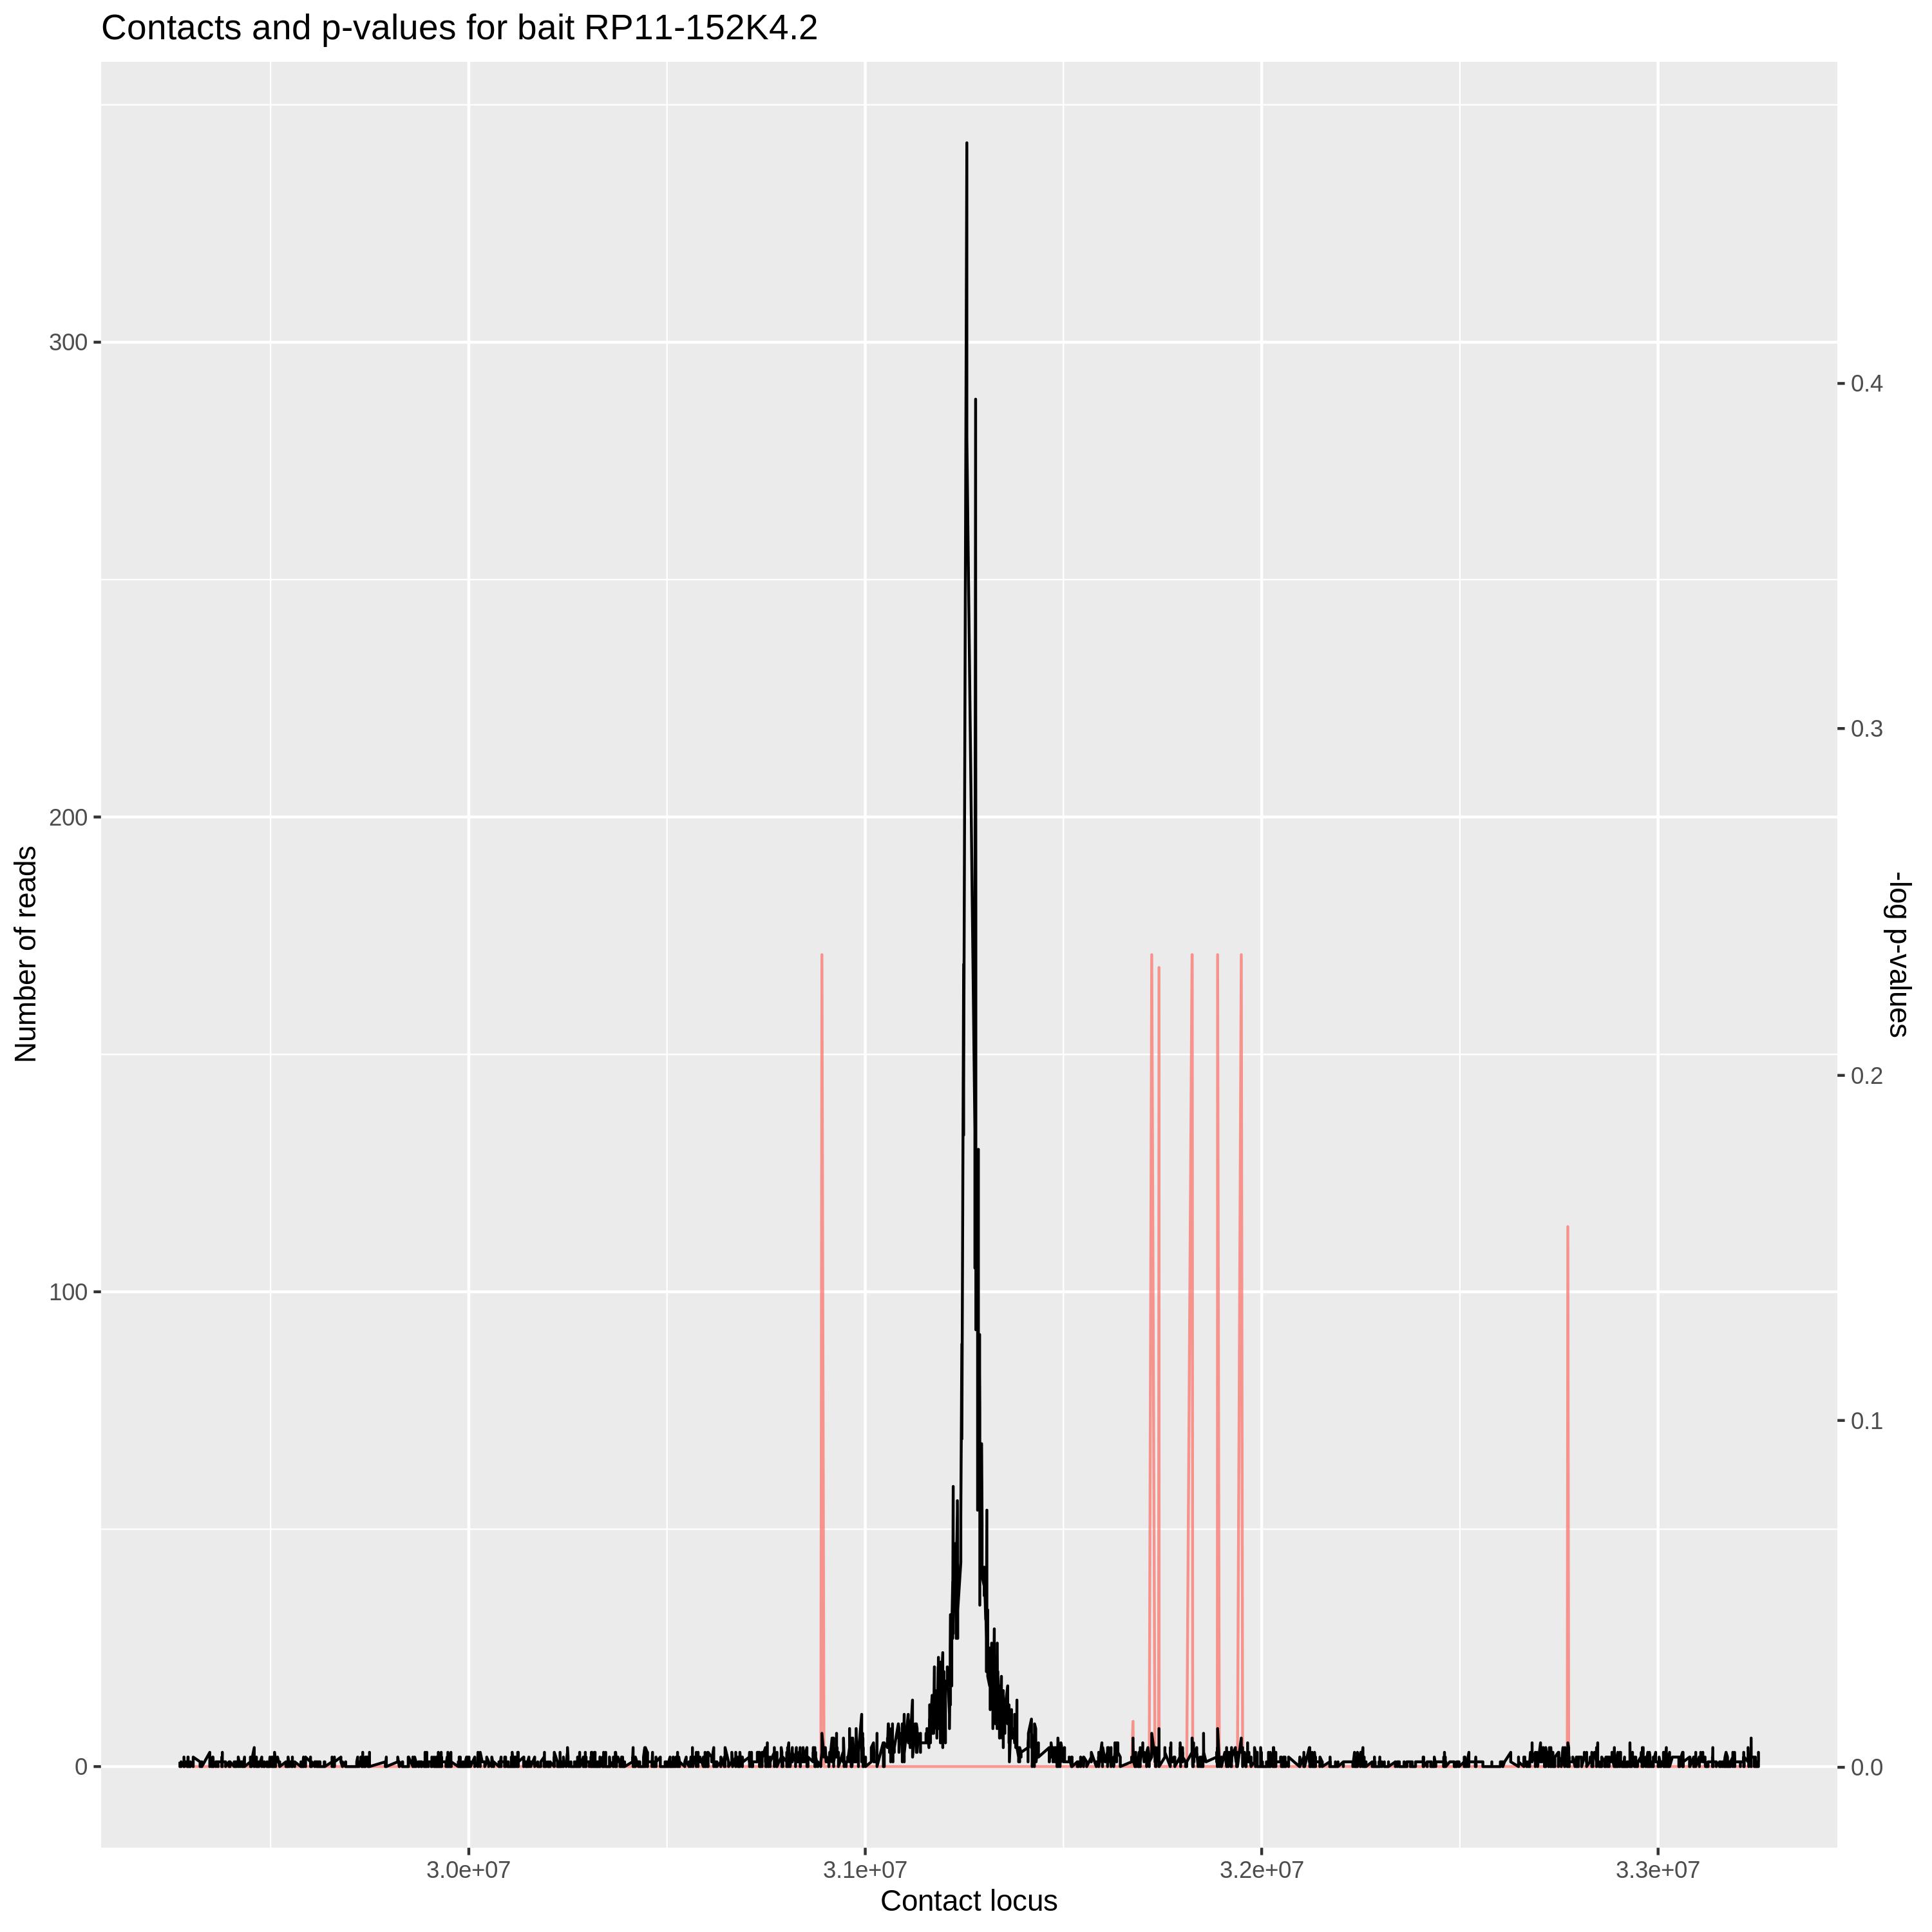 Contacts and p-values for bait RP11-152K4.2
Number of reads
300
200
100
0
0.4
0.3
0.2
0.1
0.0
-log p-values
3.0e+07 3.1e+07 3.2e+07 3.3e+07
Contact locus